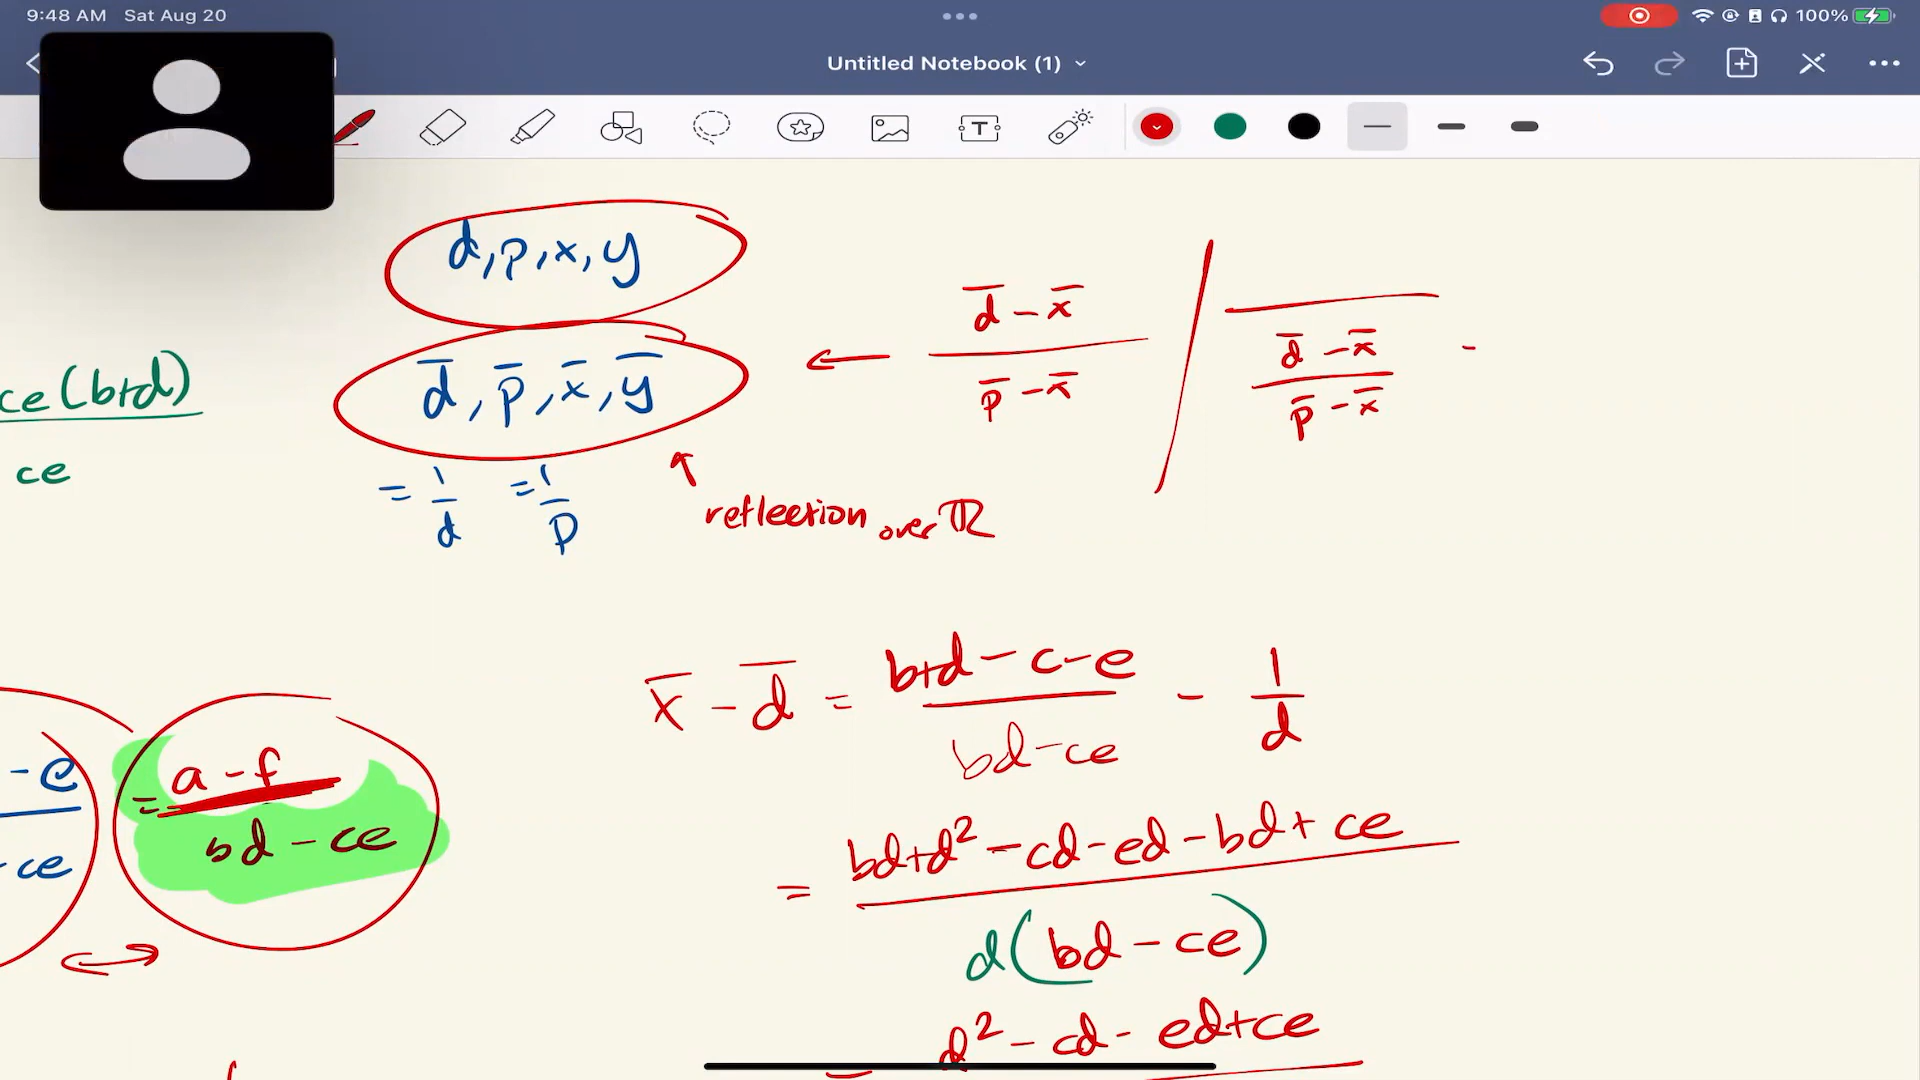 9:48 AM Sat Aug 20
100%
Untitled Notebook (1)
d, p, x, y
d̄, p̄, x̄, ȳ
= 1/d = 1/p
reflection over ℝ
← (d̄ - x̄)/(p̄ - x̄)
(d̄ - x̄)/(p̄ - x̄) -
ce(b+d)
ce
- e
- ce
= (a - f)/(bd - ce)
x̄ - d̄ = (b+d - c - e)/(bd - ce) - 1/d
= (bd + d² - cd - ed - bd + ce)/(d(bd - ce))
= d² - cd - ed + ce